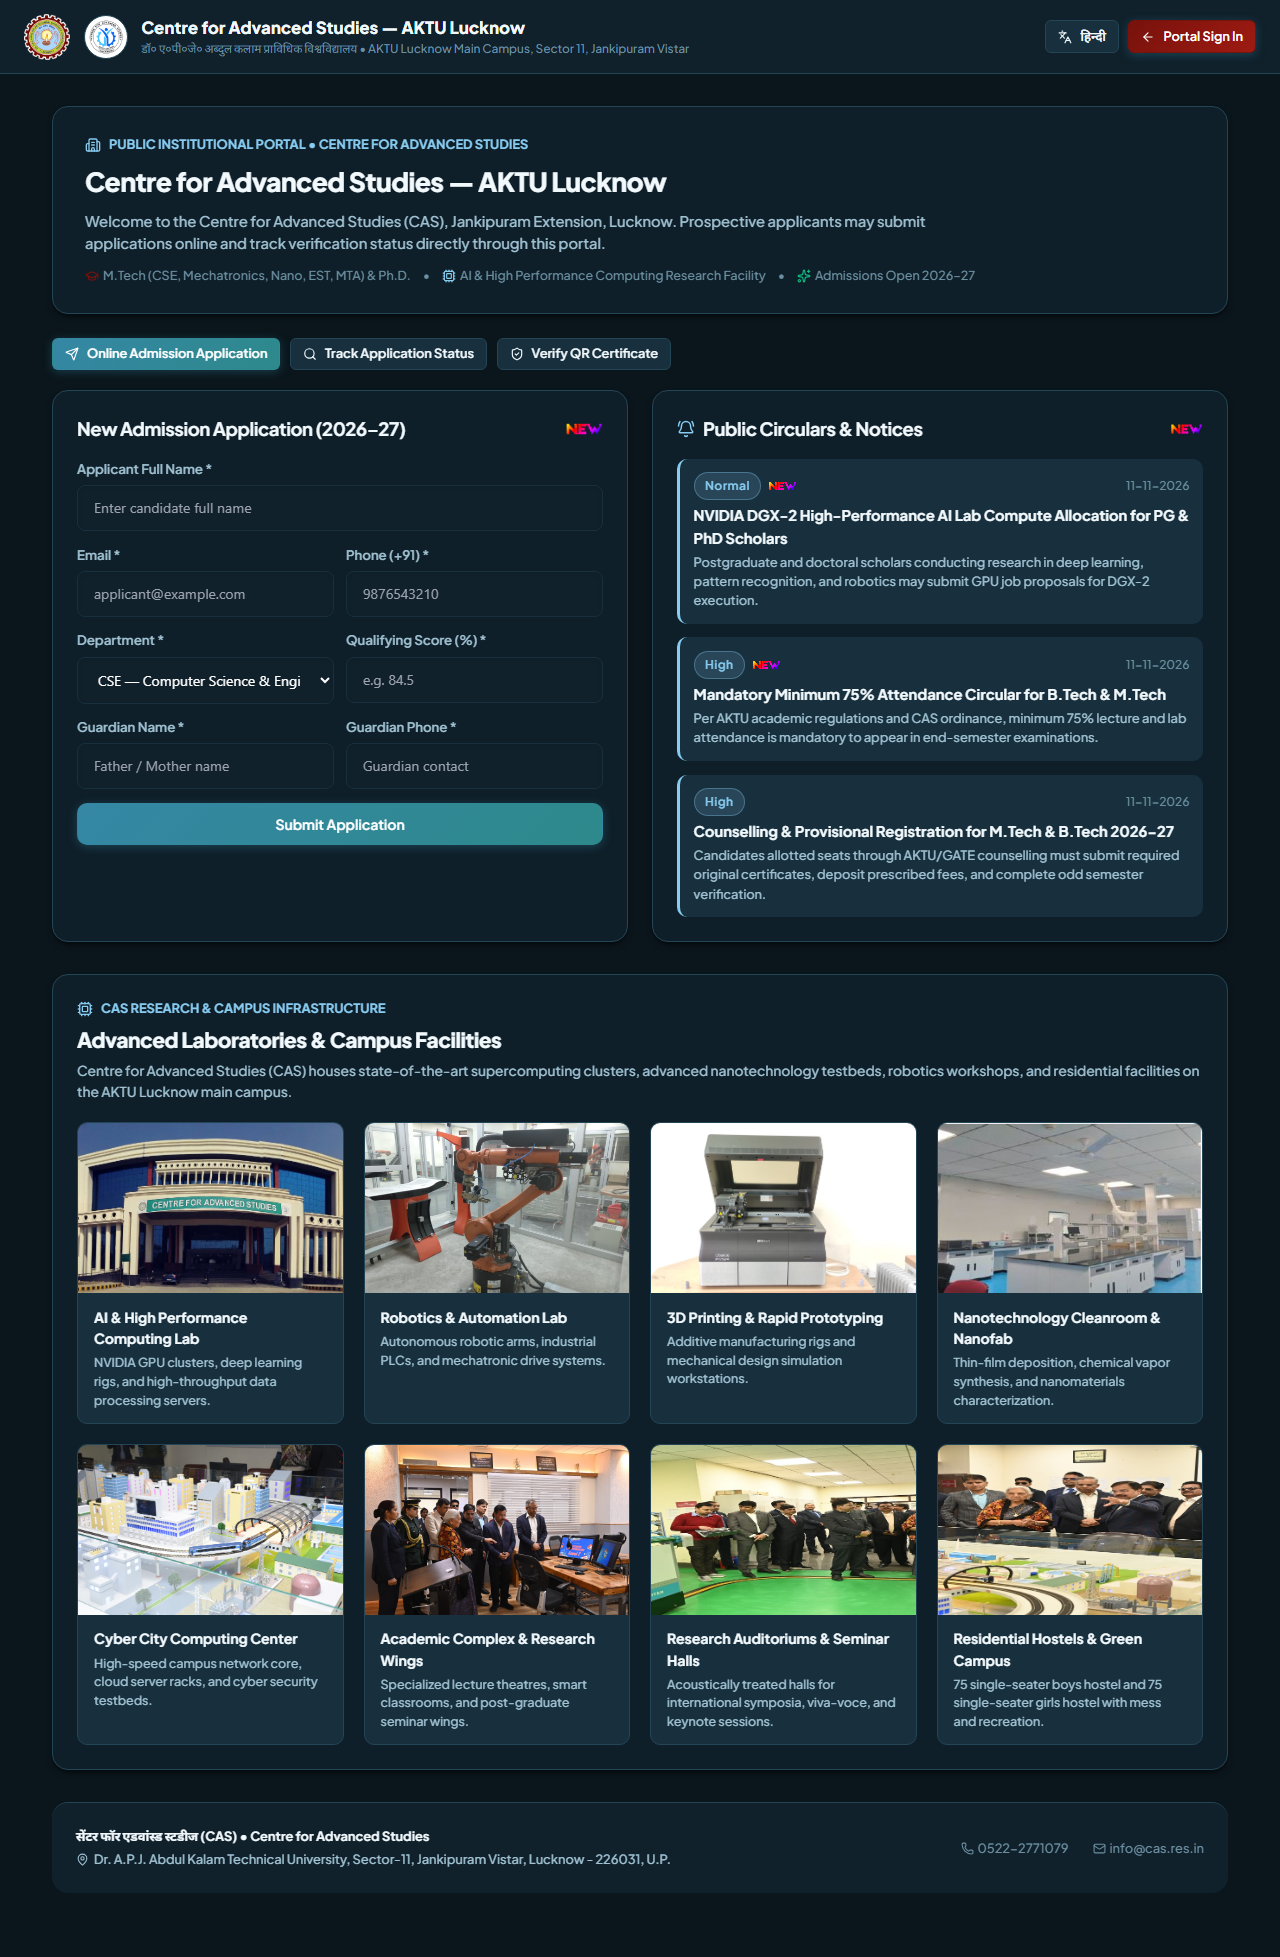 Centre for Advanced Studies — AKTU Lucknow
डॉ० ए०पी०जे० अब्दुल कलाम प्राविधिक विश्वविद्यालय • AKTU Lucknow Main Campus, Sector 11, Jankipuram Vistar
हिन्दी
Portal Sign In
PUBLIC INSTITUTIONAL PORTAL • CENTRE FOR ADVANCED STUDIES
Centre for Advanced Studies — AKTU Lucknow
Welcome to the Centre for Advanced Studies (CAS), Jankipuram Extension, Lucknow. Prospective applicants may submit
applications online and track verification status directly through this portal.
M.Tech (CSE, Mechatronics, Nano, EST, MTA) & Ph.D. • AI & High Performance Computing Research Facility • Admissions Open 2026-27
Online Admission Application
Track Application Status
Verify QR Certificate
New Admission Application (2026-27)
NEW
Applicant Full Name *
Enter candidate full name
Email *
Phone (+91) *
applicant@example.com
9876543210
Department *
Qualifying Score (%) *
CSE — Computer Science & Engi
e.g. 84.5
Guardian Name *
Guardian Phone *
Father / Mother name
Guardian contact
Submit Application
Public Circulars & Notices
NEW
Normal
NEW
11-11-2026
NVIDIA DGX-2 High-Performance AI Lab Compute Allocation for PG &
PhD Scholars
Postgraduate and doctoral scholars conducting research in deep learning,
pattern recognition, and robotics may submit GPU job proposals for DGX-2
execution.
High
NEW
11-11-2026
Mandatory Minimum 75% Attendance Circular for B.Tech & M.Tech
Per AKTU academic regulations and CAS ordinance, minimum 75% lecture and lab
attendance is mandatory to appear in end-semester examinations.
High
11-11-2026
Counselling & Provisional Registration for M.Tech & B.Tech 2026-27
Candidates allotted seats through AKTU/GATE counselling must submit required
original certificates, deposit prescribed fees, and complete odd semester
verification.
CAS RESEARCH & CAMPUS INFRASTRUCTURE
Advanced Laboratories & Campus Facilities
Centre for Advanced Studies (CAS) houses state-of-the-art supercomputing clusters, advanced nanotechnology testbeds, robotics workshops, and residential facilities on
the AKTU Lucknow main campus.
CENTRE FOR ADVANCED STUDIES
AI & High Performance
Computing Lab
NVIDIA GPU clusters, deep learning
rigs, and high-throughput data
processing servers.
Robotics & Automation Lab
Autonomous robotic arms, industrial
PLCs, and mechatronic drive systems.
3D Printing & Rapid Prototyping
Additive manufacturing rigs and
mechanical design simulation
workstations.
Nanotechnology Cleanroom &
Nanofab
Thin-film deposition, chemical vapor
synthesis, and nanomaterials
characterization.
Cyber City Computing Center
High-speed campus network core,
cloud server racks, and cyber security
testbeds.
Academic Complex & Research
Wings
Specialized lecture theatres, smart
classrooms, and post-graduate
seminar wings.
Research Auditoriums & Seminar
Halls
Acoustically treated halls for
international symposia, viva-voce, and
keynote sessions.
Residential Hostels & Green
Campus
75 single-seater boys hostel and 75
single-seater girls hostel with mess
and recreation.
सेंटर फॉर एडवांस्ड स्टडीज (CAS) • Centre for Advanced Studies
Dr. A.P.J. Abdul Kalam Technical University, Sector-11, Jankipuram Vistar, Lucknow - 226031, U.P.
0522-2771079
info@cas.res.in